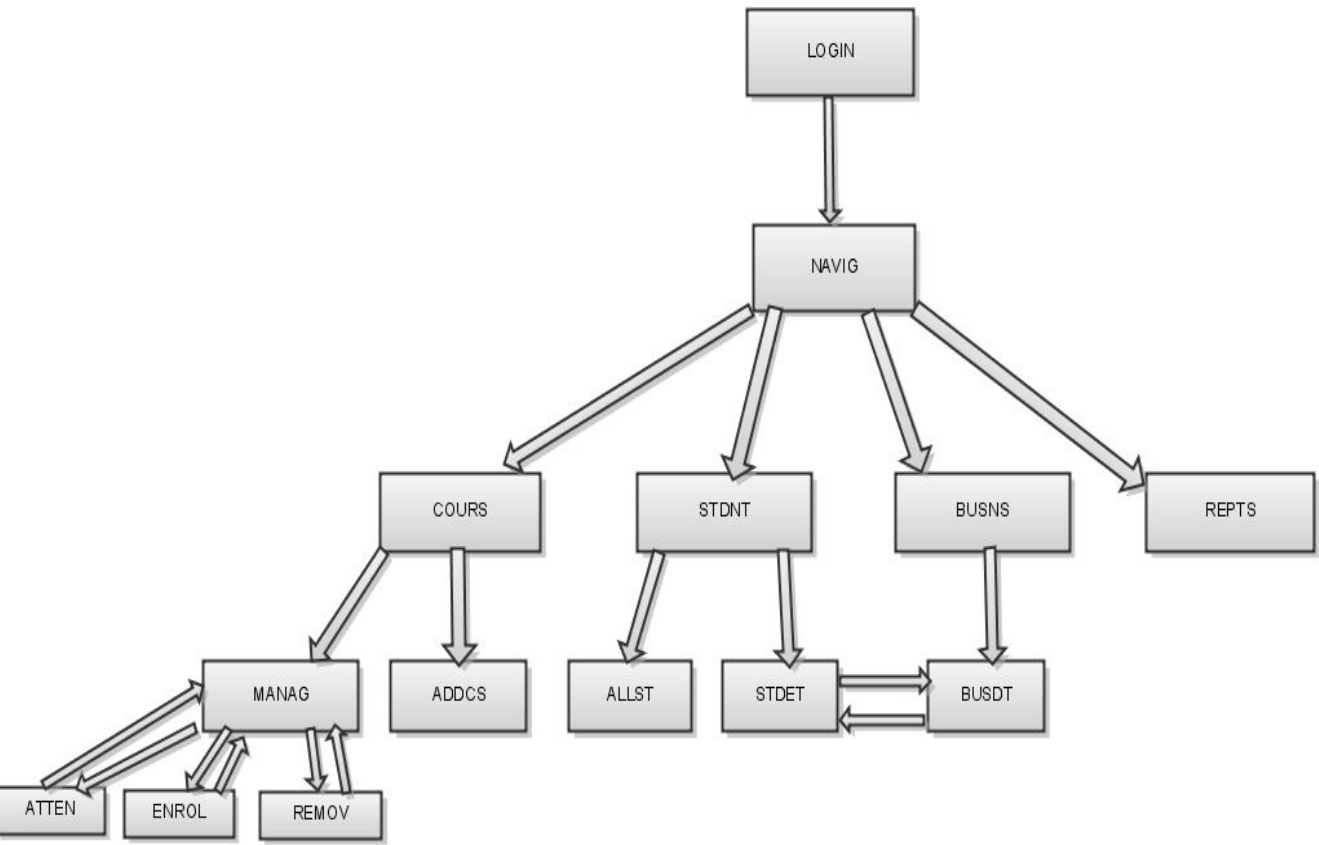 LOGIN
NAVIG
COURS
STDNT
BUSNS
REPTS
MANAG
ADDCS
ALLST
STDET
BUSDT
ATTEN
ENROL
REMOV